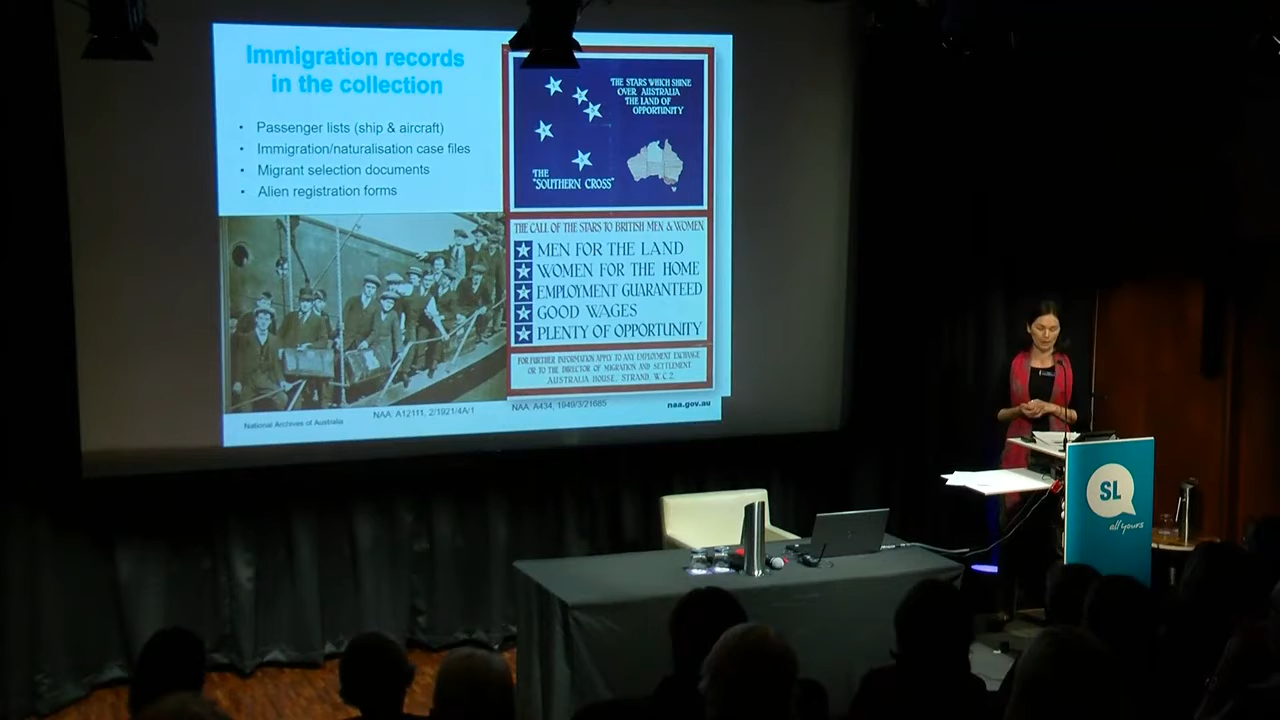 Immigration records
in the collection
• Passenger lists (ship & aircraft)
• Immigration/naturalisation case files
• Migrant selection documents
• Alien registration forms
THE STARS WHICH SHINE
OVER AUSTRALIA
THE LAND OF
OPPORTUNITY
THE
"SOUTHERN CROSS"
THE CALL OF THE STARS TO BRITISH MEN & WOMEN
MEN FOR THE LAND
WOMEN FOR THE HOME
EMPLOYMENT GUARANTEED
GOOD WAGES
PLENTY OF OPPORTUNITY
FOR FURTHER INFORMATION APPLY TO ANY EMPLOYMENT EXCHANGE
OR TO THE DIRECTOR OF MIGRATION AND SETTLEMENT
AUSTRALIA HOUSE, STRAND, W.C.2.
NAA: A12111, 2/1921/4A/1
NAA: A434, 1949/3/21685
naa.gov.au
National Archives of Australia
SL
all yours